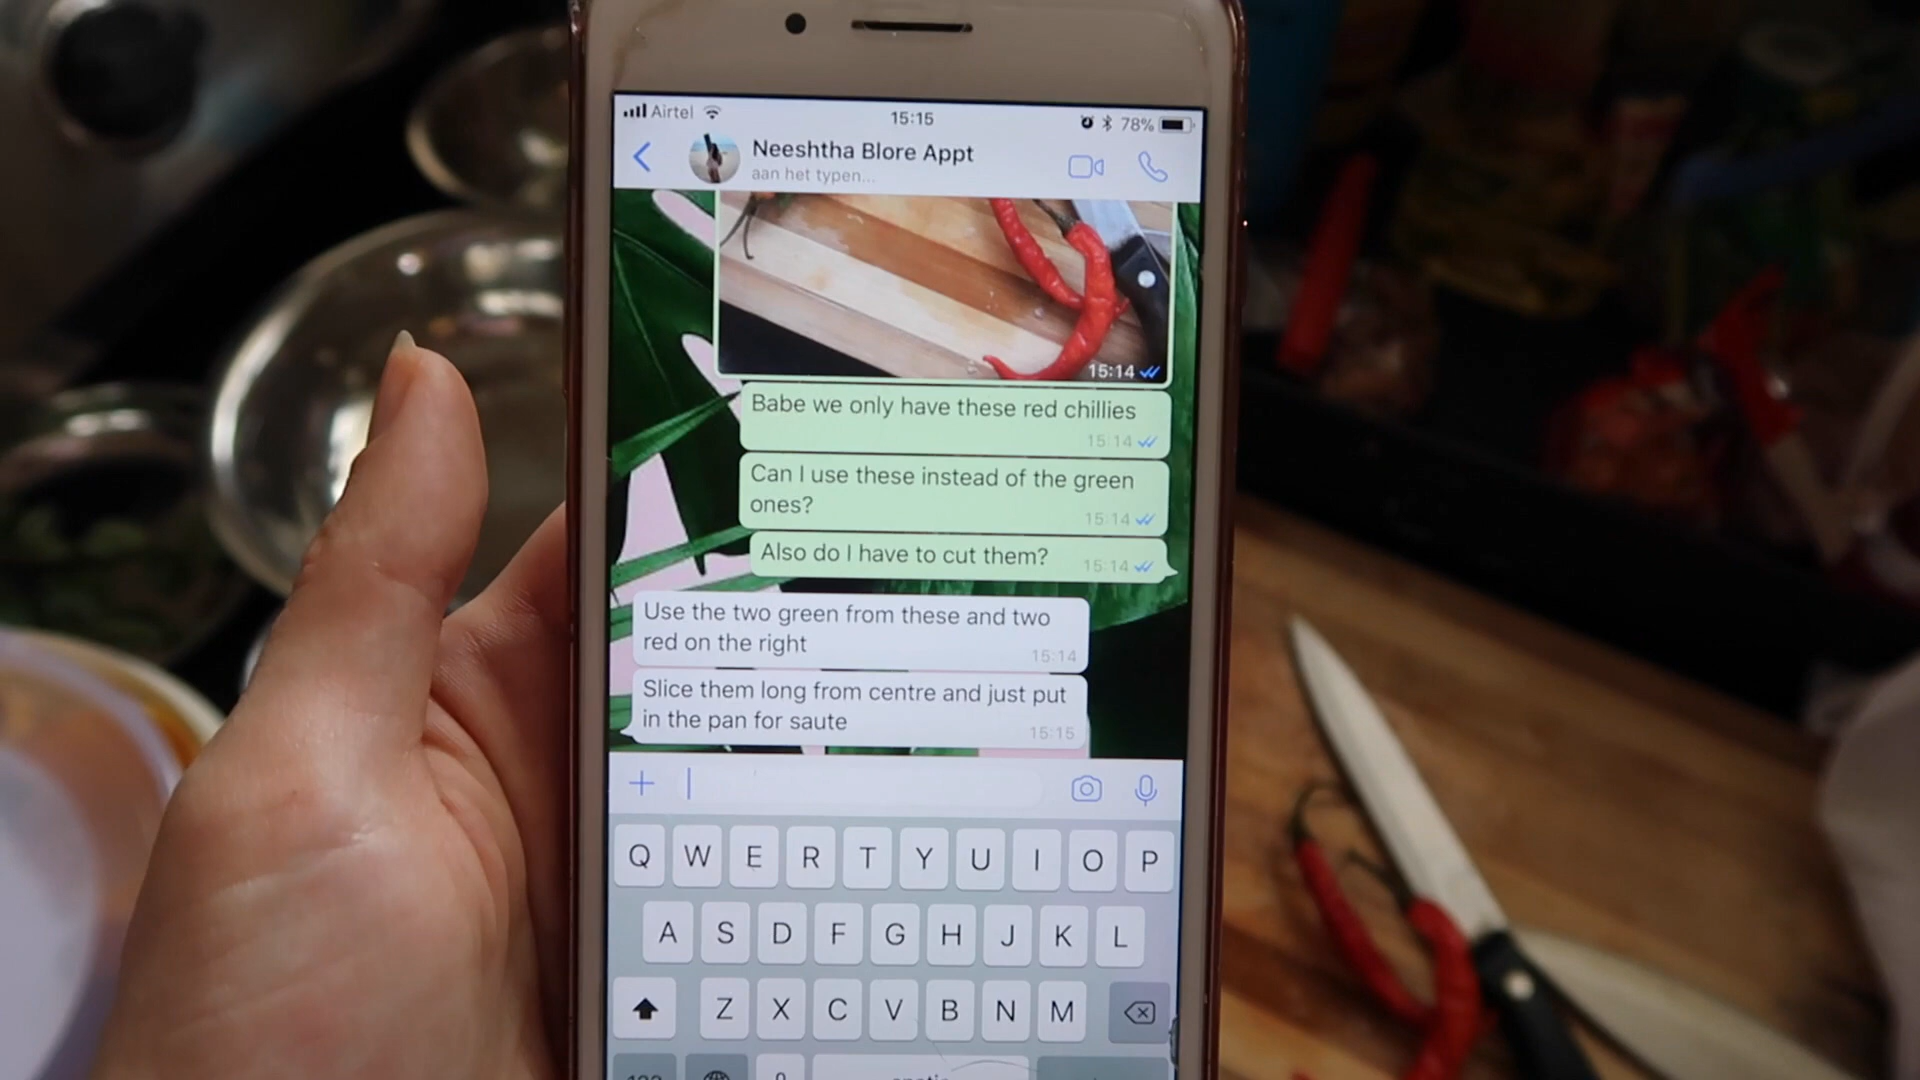 Airtel 15:15 78%
Neeshtha Blore Appt
aan het typen...
15:14
Babe we only have these red chillies
15:14
Can I use these instead of the green
ones?
15:14
Also do I have to cut them?
15:14
Use the two green from these and two
red on the right
15:14
Slice them long from centre and just put
in the pan for saute
15:15
Q W E R T Y U I O P
A S D F G H J K L
Z X C V B N M